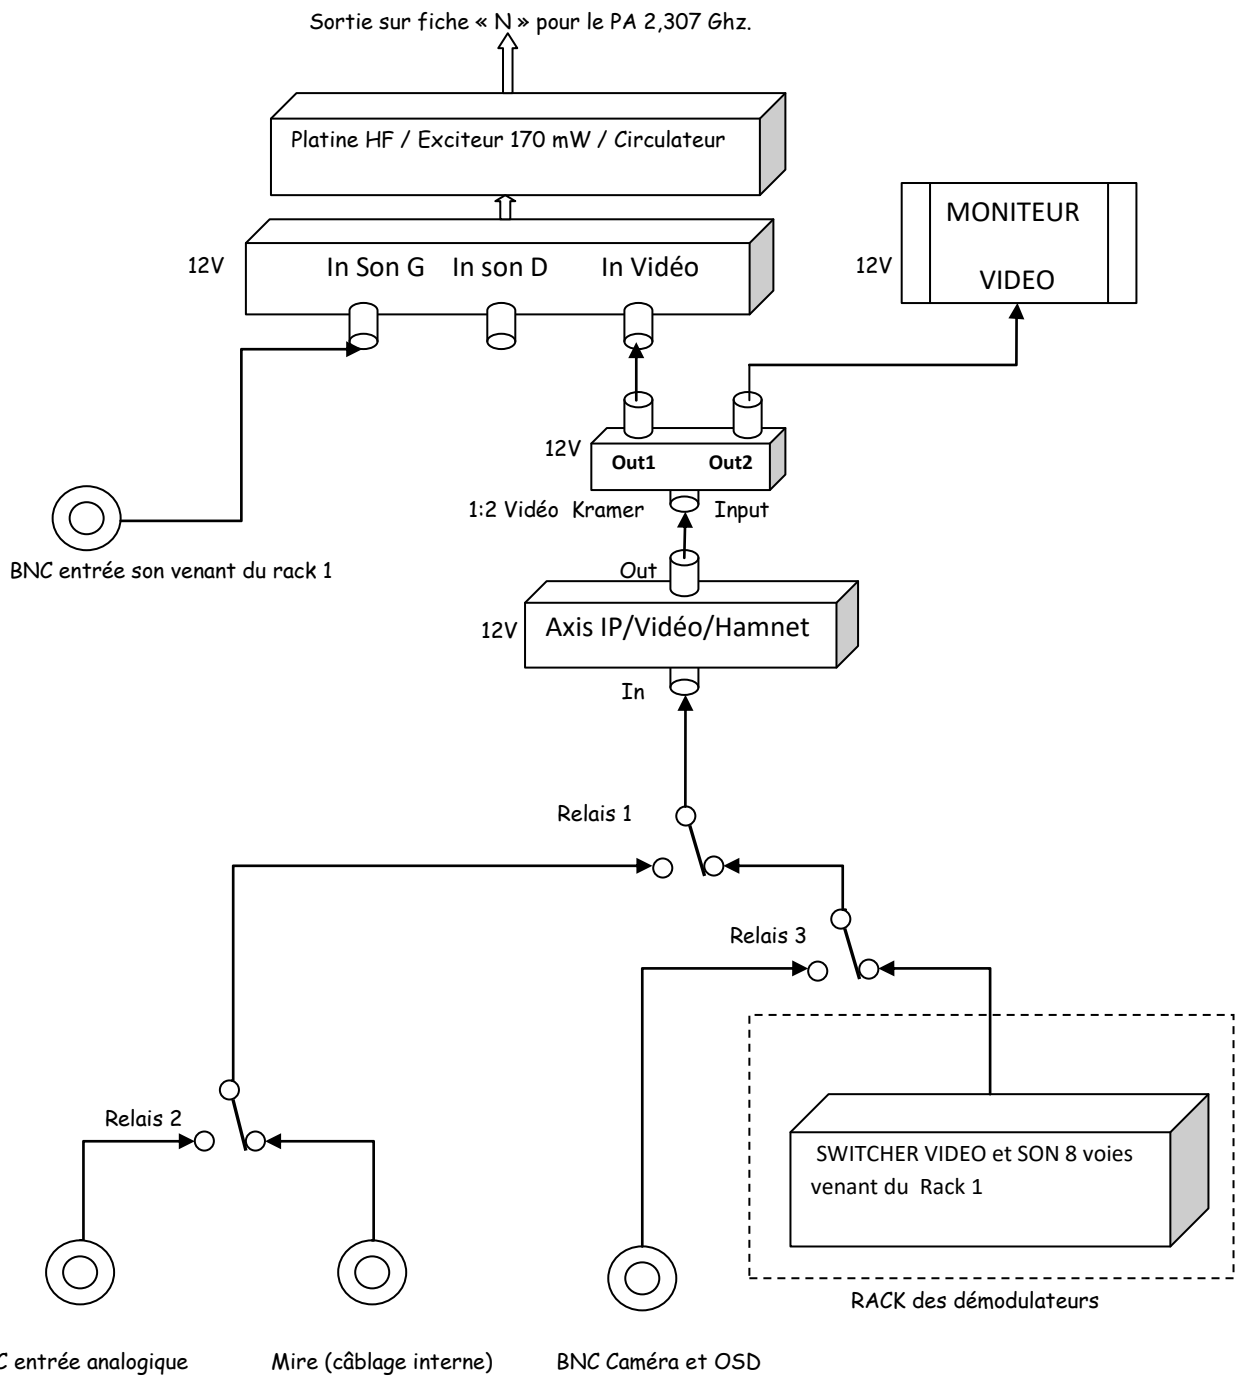 Sortie sur fiche « N » pour le PA 2,307 Ghz.
Platine HF / Exciteur 170 mW / Circulateur
MONITEUR
VIDEO
12V
12V
In Son G In son D In Vidéo
12V
Out1 Out2
1:2 Vidéo Kramer Input
BNC entrée son venant du rack 1
Out
12V
Axis IP/Vidéo/Hamnet
In
Relais 1
Relais 3
Relais 2
SWITCHER VIDEO et SON 8 voies
venant du Rack 1
RACK des démodulateurs
C entrée analogique
Mire (câblage interne)
BNC Caméra et OSD